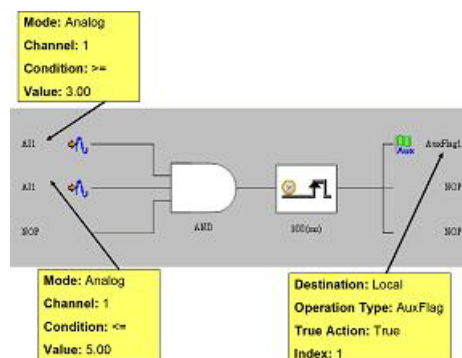 Mode: Analog
Channel: 1
Condition: >=
Value: 3.00
AI1
AuxFlag1
Aux
AI1
NOP
NOP
AND
100(ms)
NOP
Mode: Analog
Channel: 1
Condition: <=
Value: 5.00
Destination: Local
Operation Type: AuxFlag
True Action: True
Index: 1